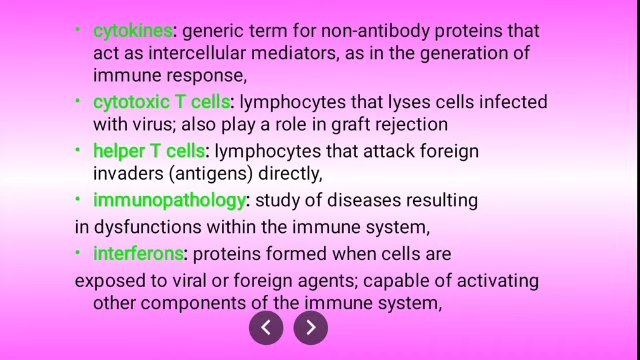 • cytokines: generic term for non-antibody proteins that
act as intercellular mediators, as in the generation of
immune response,
• cytotoxic T cells: lymphocytes that lyses cells infected
with virus; also play a role in graft rejection
• helper T cells: lymphocytes that attack foreign
invaders (antigens) directly,
• immunopathology: study of diseases resulting
in dysfunctions within the immune system,
• interferons: proteins formed when cells are
exposed to viral or foreign agents; capable of activating
other components of the immune system,